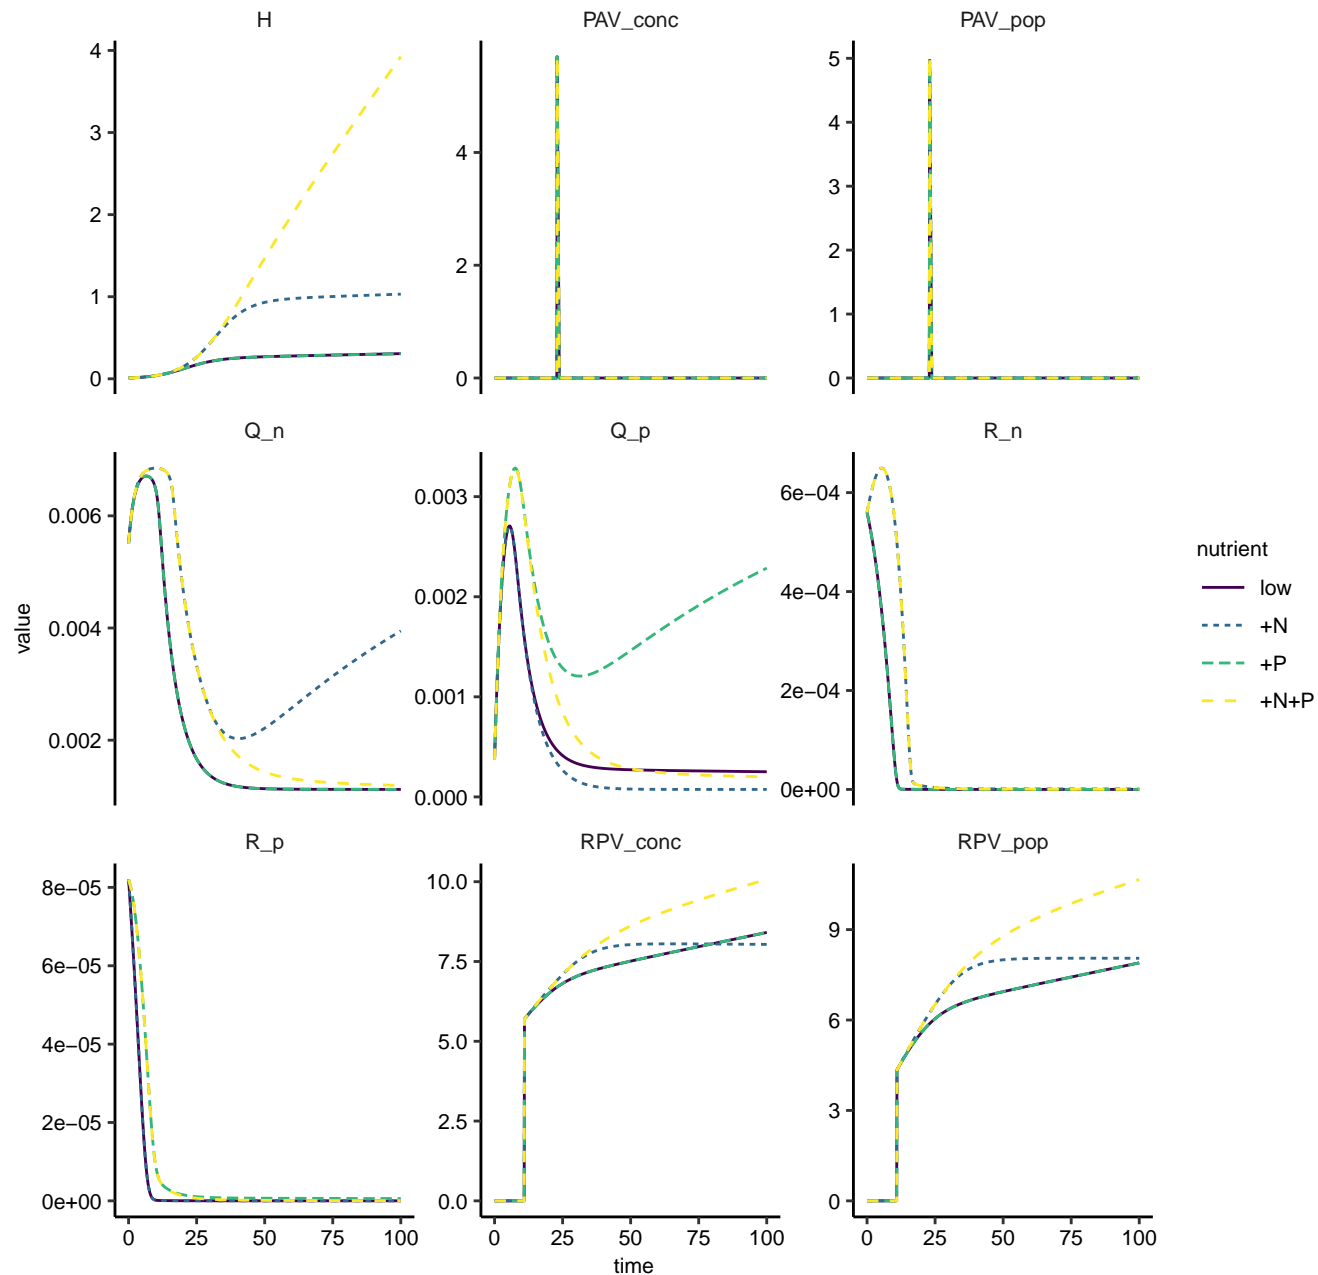 H
PAV_conc
PAV_pop
4
3
2
1
0
4
2
0
5
4
3
2
1
0
Q_n
Q_p
R_n
0.006
0.004
0.002
0.003
0.002
0.001
0.000
6e−04
4e−04
2e−04
0e+00
value
nutrient
low
+N
+P
+N+P
R_p
RPV_conc
RPV_pop
8e−05
6e−05
4e−05
2e−05
0e+00
10.0
7.5
5.0
2.5
0.0
9
6
3
0
0 25 50 75 100
0 25 50 75 100
0 25 50 75 100
time